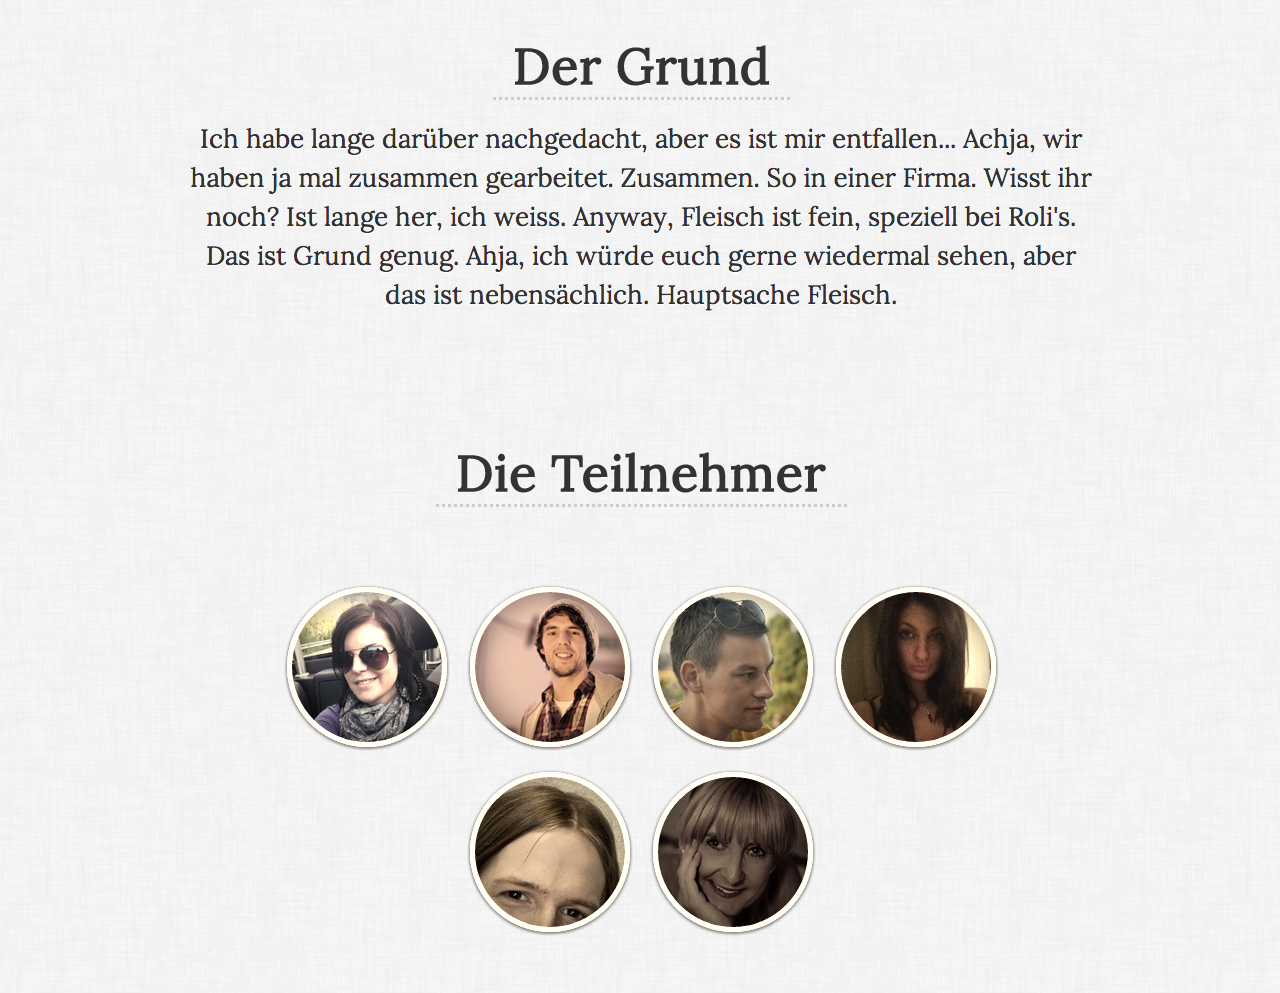 Der Grund
Ich habe lange darüber nachgedacht, aber es ist mir entfallen... Achja, wir
haben ja mal zusammen gearbeitet. Zusammen. So in einer Firma. Wisst ihr
noch? Ist lange her, ich weiss. Anyway, Fleisch ist fein, speziell bei Roli's.
Das ist Grund genug. Ahja, ich würde euch gerne wiedermal sehen, aber
das ist nebensächlich. Hauptsache Fleisch.
Die Teilnehmer